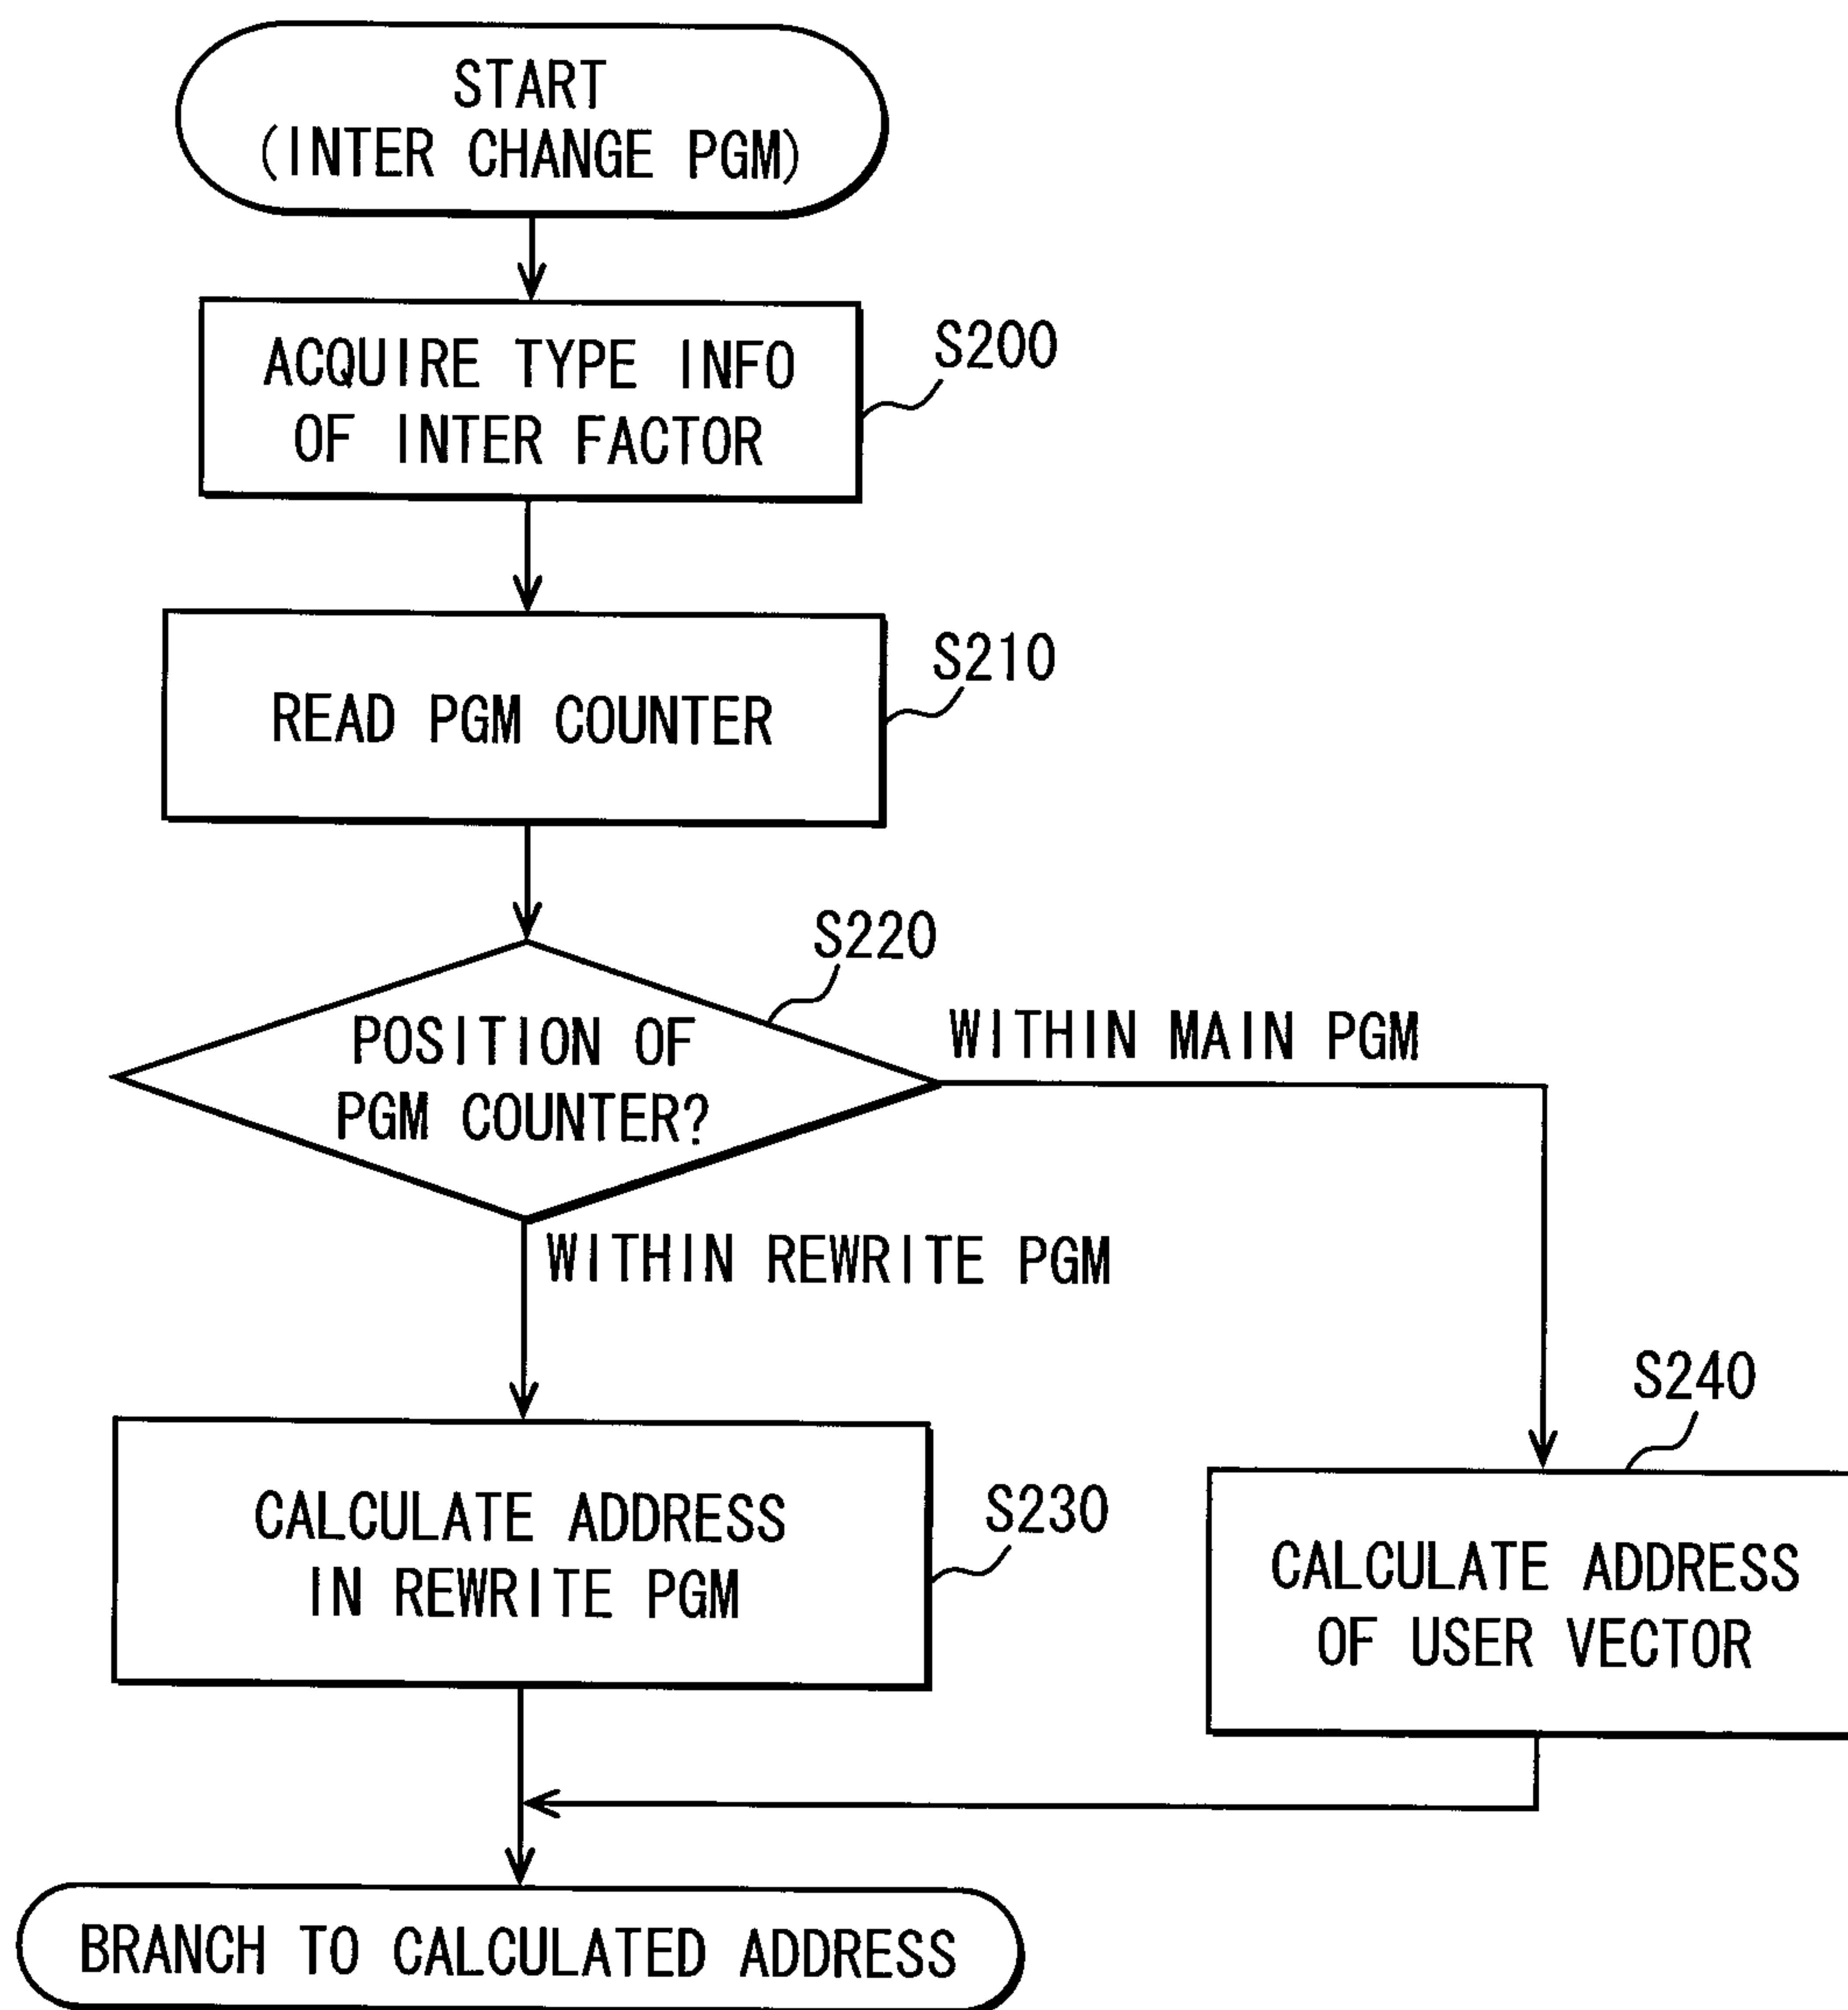 START
(INTER CHANGE PGM)
ACQUIRE TYPE INFO
OF INTER FACTOR
S200
READ PGM COUNTER
S210
POSITION OF
PGM COUNTER?
S220
WITHIN MAIN PGM
WITHIN REWRITE PGM
CALCULATE ADDRESS
IN REWRITE PGM
S230
S240
CALCULATE ADDRESS
OF USER VECTOR
BRANCH TO CALCULATED ADDRESS